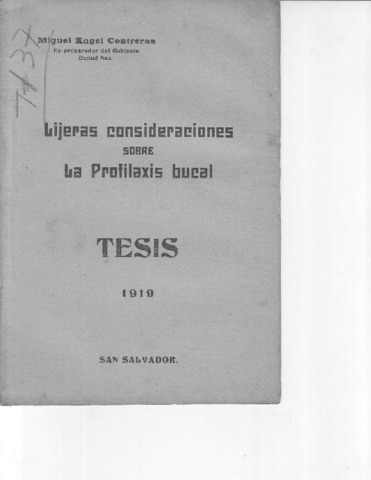 Miguel Angel Contreras
Ex-preparador del Gabinete
Dental Nac.
Lijeras consideraciones
SOBRE
La Profilaxis bucal
TESIS
1919
SAN SALVADOR.